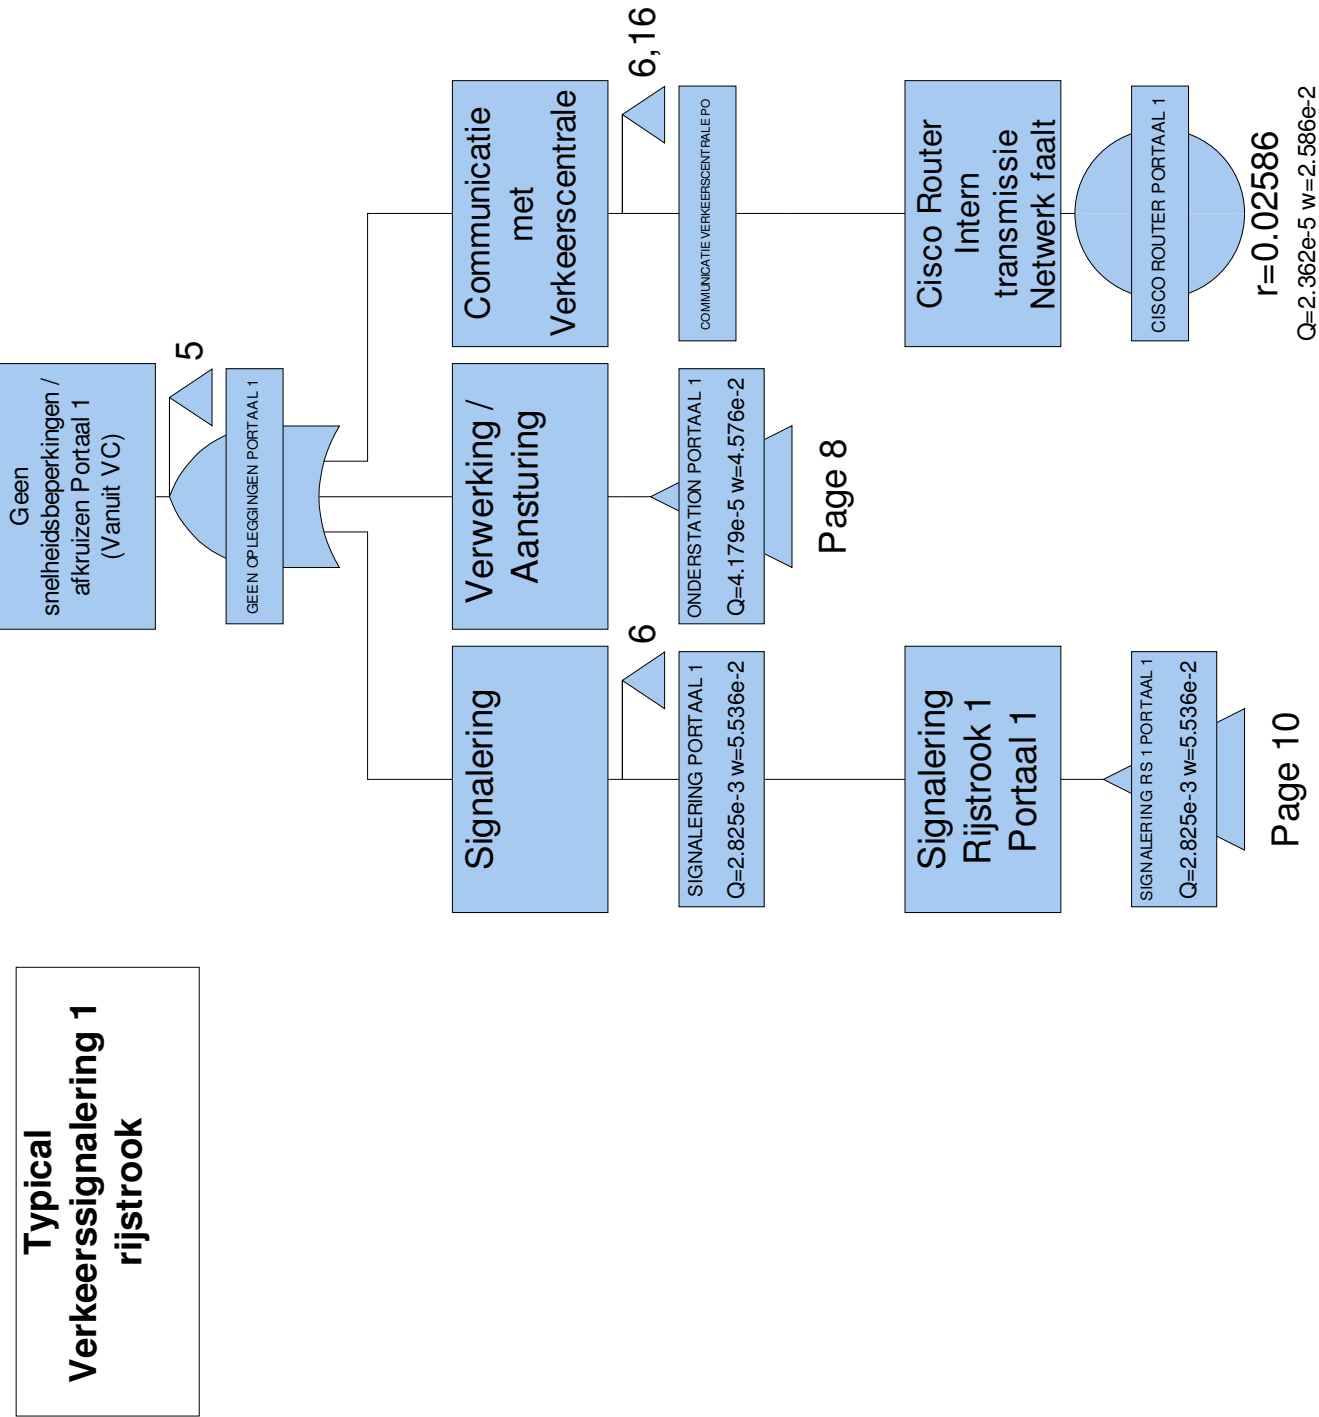 Typical
Verkeerssignalering 1
rijstrook
Geen
snelheidsbeperkingen /
afkruizen Portaal 1
(Vanuit VC)
5
GEEN OPLEGGINGEN PORTAAL 1
Signalering
6
SIGNALERING PORTAAL 1
Q=2.825e-3 w=5.536e-2
Verwerking /
Aansturing
ONDERSTATION PORTAAL 1
Q=4.179e-5 w=4.576e-2
Page 8
Communicatie
met
Verkeerscentrale
6,16
COMMUNICATIE VERKEERSCENTRALE PO
Signalering
Rijstrook 1
Portaal 1
SIGNALERING RS 1 PORTAAL 1
Q=2.825e-3 w=5.536e-2
Page 10
Cisco Router
Intern
transmissie
Netwerk faalt
CISCO ROUTER PORTAAL 1
r=0.02586
Q=2.362e-5 w=2.586e-2